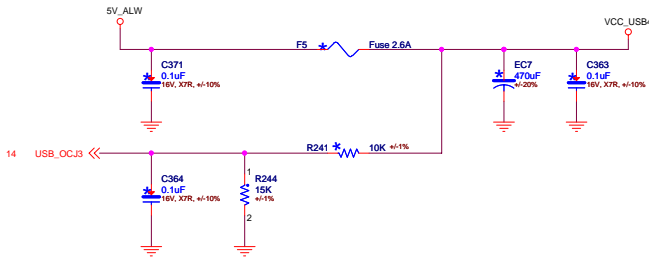 5V_ALW
VCC_USB4
F5 * Fuse 2.6A
C371
0.1uF
16V, X7R, +/-10%
EC7
470uF
+/-20%
C363
0.1uF
16V, X7R, +/-10%
14 USB_OCJ3
R241 * 10K +/-1%
C364
0.1uF
16V, X7R, +/-10%
1
R244
15K
+/-1%
2